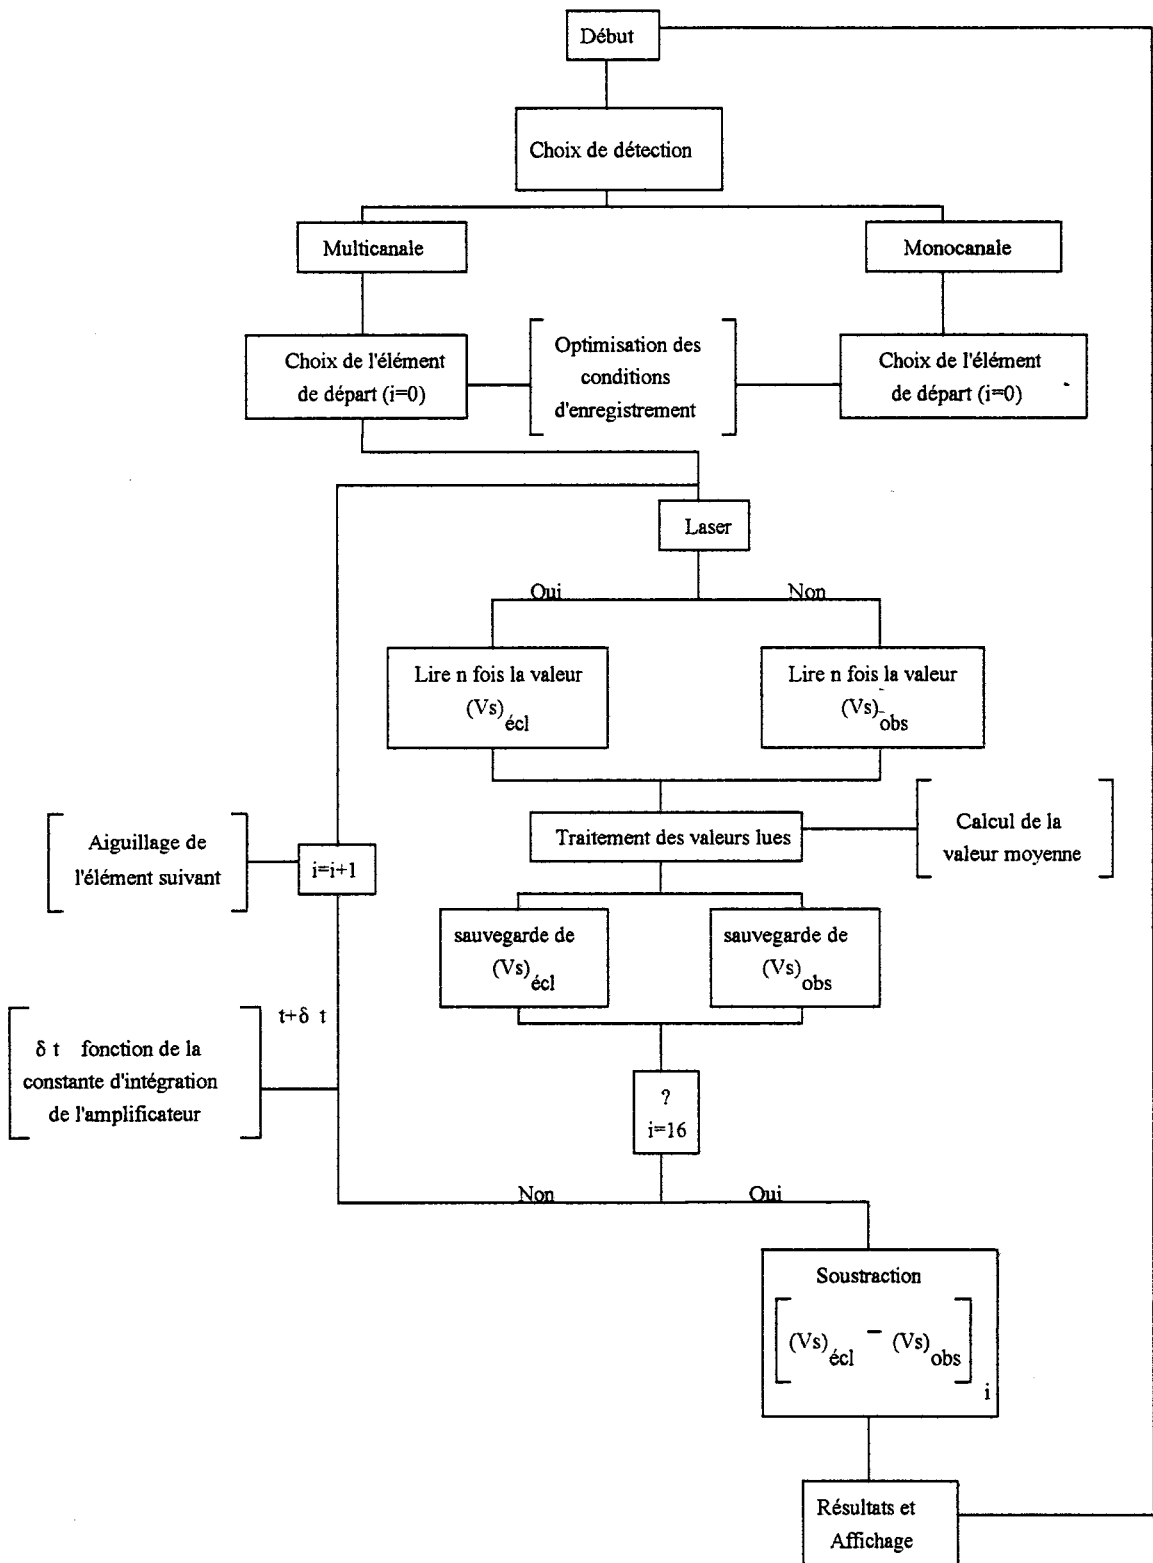 Début
Choix de détection
Multicanale
Monocanale
Choix de l'élément
de départ (i=0)
Optimisation des
conditions
d'enregistrement
Choix de l'élément
de départ (i=0)
Laser
Oui
Non
Lire n fois la valeur
(Vs) écl
Lire n fois la valeur
(Vs) obs
Aiguillage de
l'élément suivant
i=i+1
Traitement des valeurs lues
Calcul de la
valeur moyenne
sauvegarde de
(Vs) écl
sauvegarde de
(Vs) obs
t+δ t
δ t fonction de la
constante d'intégration
de l'amplificateur
?
i=16
Non
Oui
Soustraction
[(Vs) écl - (Vs) obs] i
Résultats et
Affichage